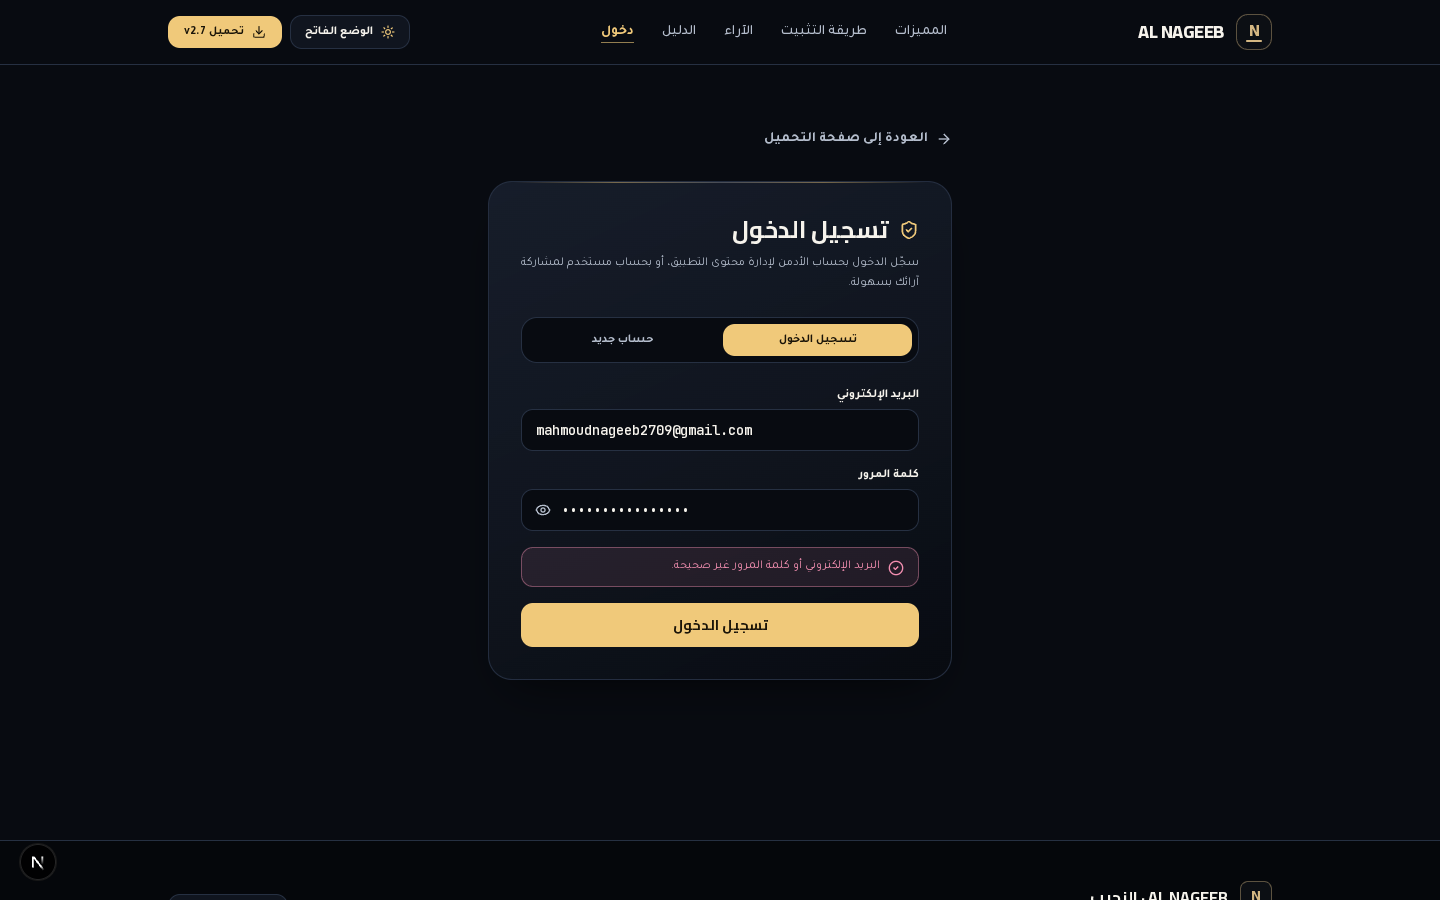 N
AL NAGEEB
المميزات
طريقة التثبيت
الآراء
الدليل
دخول
الوضع الفاتح
تحميل v2.7
العودة إلى صفحة التحميل
تسجيل الدخول
سجّل الدخول بحساب الأدمن لإدارة محتوى التطبيق، أو بحساب مستخدم لمشاركة
آرائك بسهولة.
تسجيل الدخول
حساب جديد
البريد الإلكتروني
mahmoudnageeb2709@gmail.com
كلمة المرور
••••••••••••••••
البريد الإلكتروني أو كلمة المرور غير صحيحة.
تسجيل الدخول
N
N
AL NAGEEB